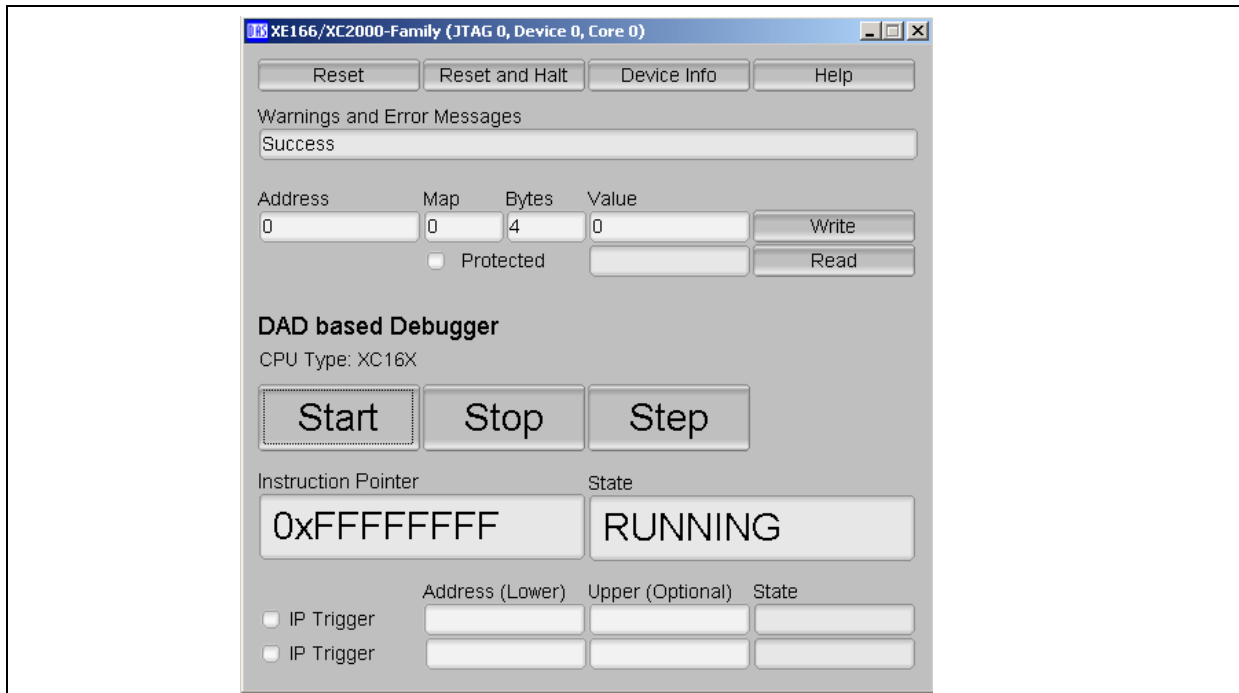 DAS XE166/XC2000-Family (JTAG 0, Device 0, Core 0)
Reset Reset and Halt Device Info Help
Warnings and Error Messages
Success
Address Map Bytes Value
0 0 4 0 Write
Protected Read
DAD based Debugger
CPU Type: XC16X
Start Stop Step
Instruction Pointer State
0xFFFFFFFF RUNNING
Address (Lower) Upper (Optional) State
IP Trigger
IP Trigger